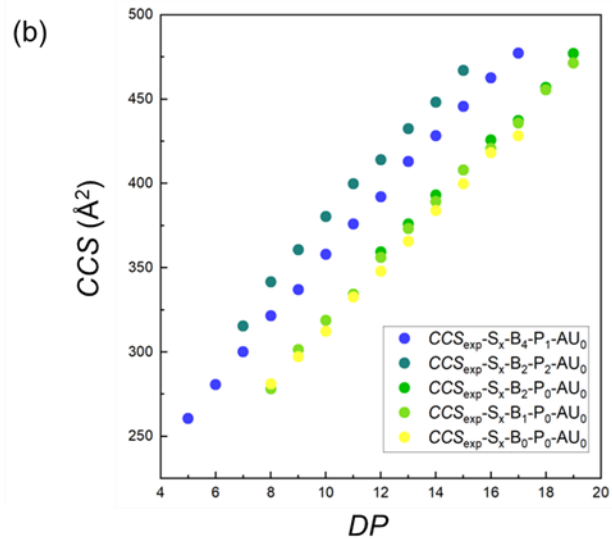 (b)
500
450
400
350
300
250
CCS (Å²)
CCSexp-Sx-B4-P1-AU0
CCSexp-Sx-B2-P2-AU0
CCSexp-Sx-B2-P0-AU0
CCSexp-Sx-B1-P0-AU0
CCSexp-Sx-B0-P0-AU0
4 6 8 10 12 14 16 18 20
DP